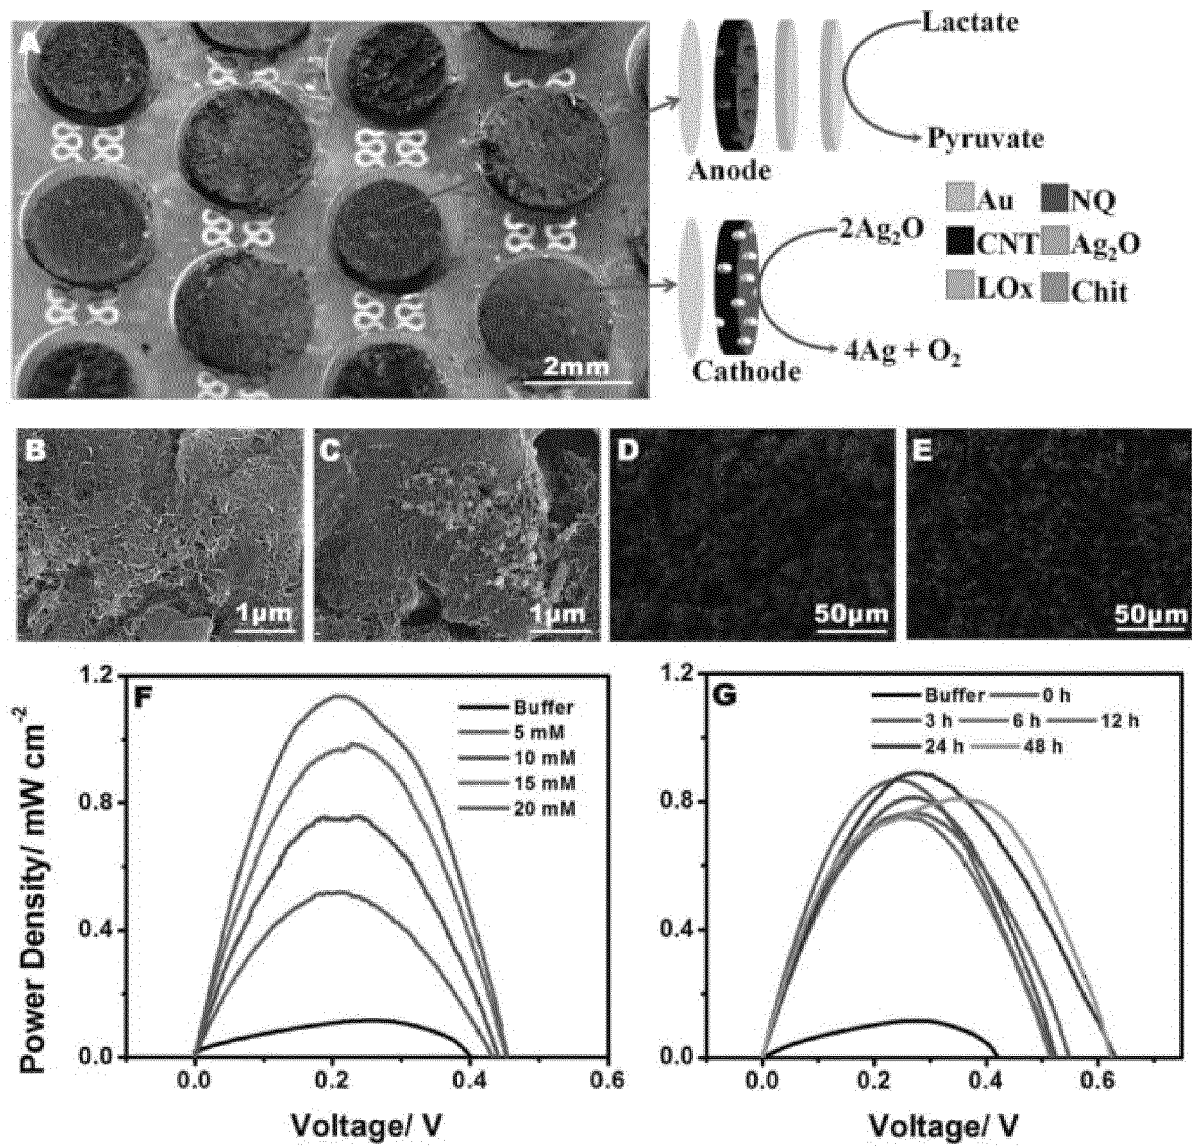 A
Lactate
Pyruvate
Anode
Au NQ
CNT Ag₂O
LOx Chit
2Ag₂O
4Ag + O₂
Cathode
2mm
B
1μm
C
1μm
D
50μm
E
50μm
F
Buffer
5 mM
10 mM
15 mM
20 mM
1.2
0.8
0.4
0.0
0.0 0.2 0.4 0.6
Power Density/ mW cm⁻²
Voltage/ V
G
Buffer 0 h
3 h 6 h 12 h
24 h 48 h
1.2
0.8
0.4
0.0
0.0 0.2 0.4 0.6
Voltage/ V